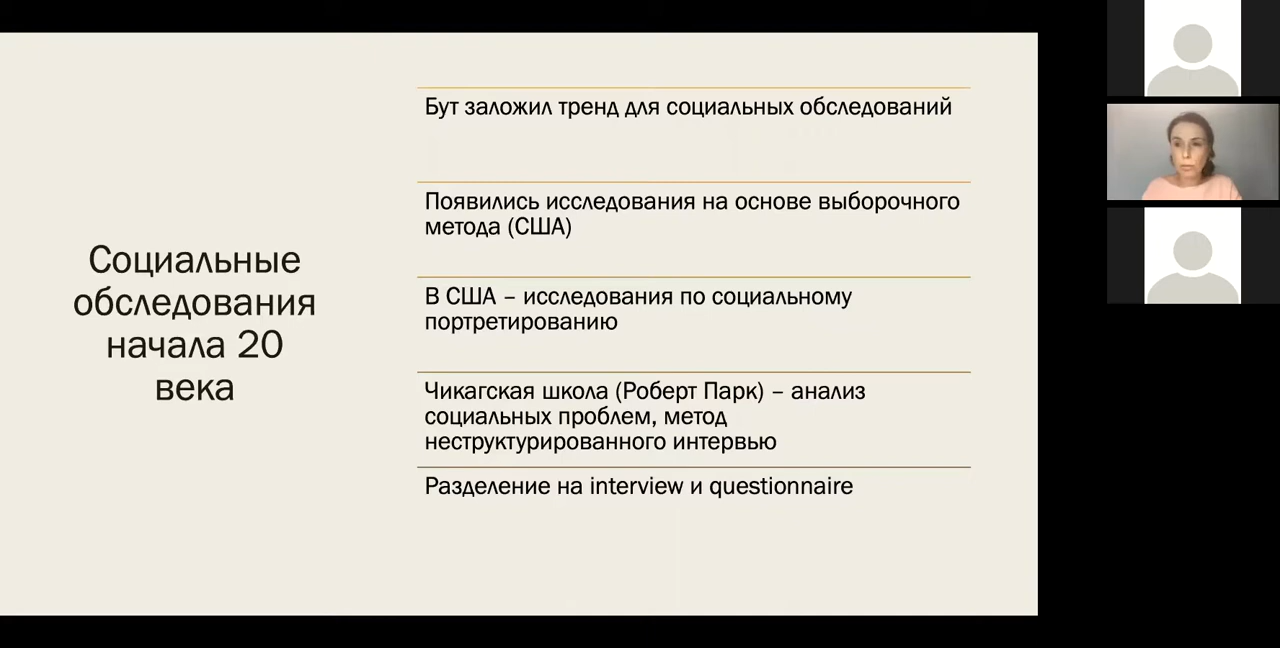 Социальные
обследования
начала 20
века
Бут заложил тренд для социальных обследований
Появились исследования на основе выборочного
метода (США)
В США – исследования по социальному
портретированию
Чикагская школа (Роберт Парк) – анализ
социальных проблем, метод
неструктурированного интервью
Разделение на interview и questionnaire